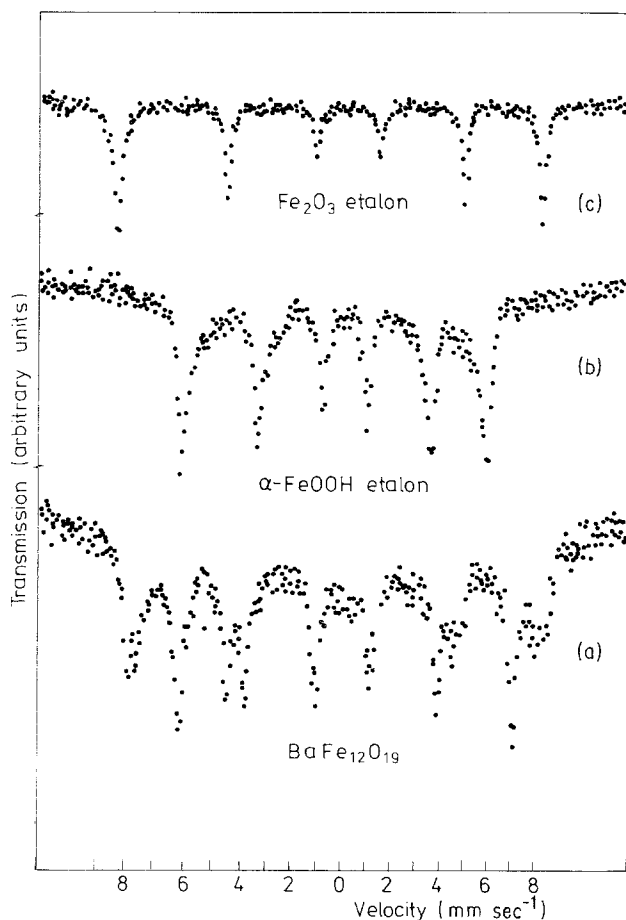 Fe₂O₃ etalon
(c)
(b)
α-FeOOH etalon
Transmission (arbitrary units)
(a)
BaFe₁₂O₁₉
8 6 4 2 0 2 4 6 8
Velocity (mm sec⁻¹)